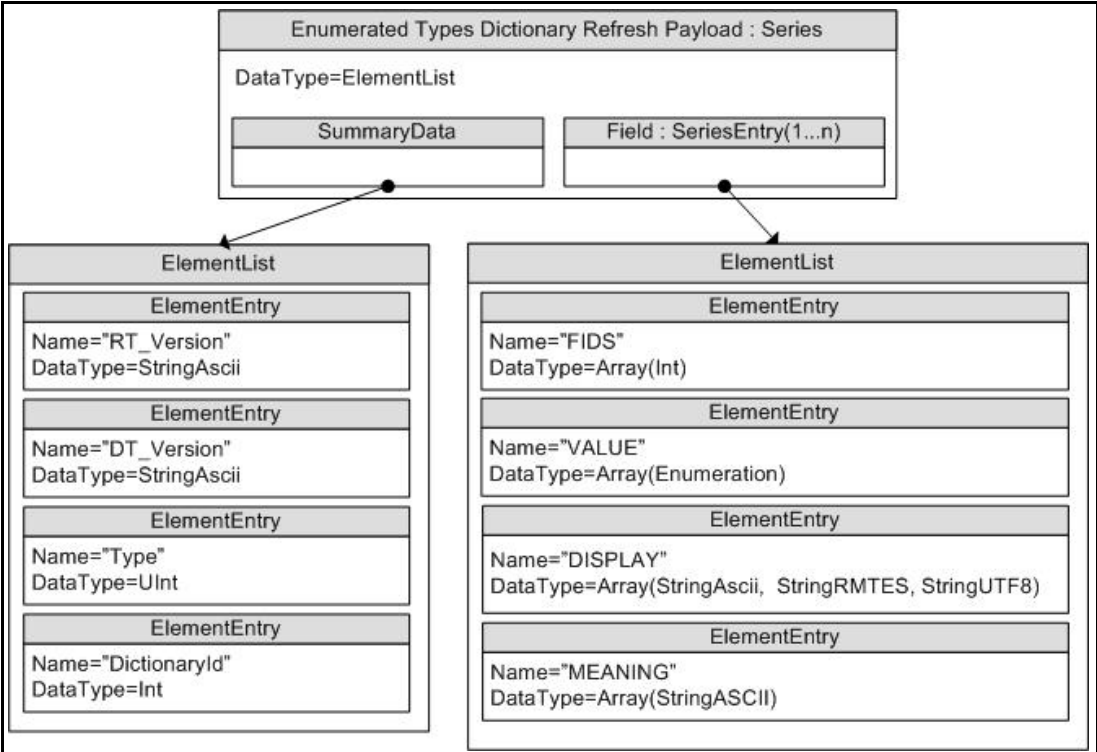 Enumerated Types Dictionary Refresh Payload : Series
DataType=ElementList
SummaryData
Field : SeriesEntry(1...n)
ElementList
ElementEntry
Name="RT_Version"
DataType=StringAscii
ElementEntry
Name="DT_Version"
DataType=StringAscii
ElementEntry
Name="Type"
DataType=UInt
ElementEntry
Name="DictionaryId"
DataType=Int
ElementList
ElementEntry
Name="FIDS"
DataType=Array(Int)
ElementEntry
Name="VALUE"
DataType=Array(Enumeration)
ElementEntry
Name="DISPLAY"
DataType=Array(StringAscii, StringRMTES, StringUTF8)
ElementEntry
Name="MEANING"
DataType=Array(StringASCII)